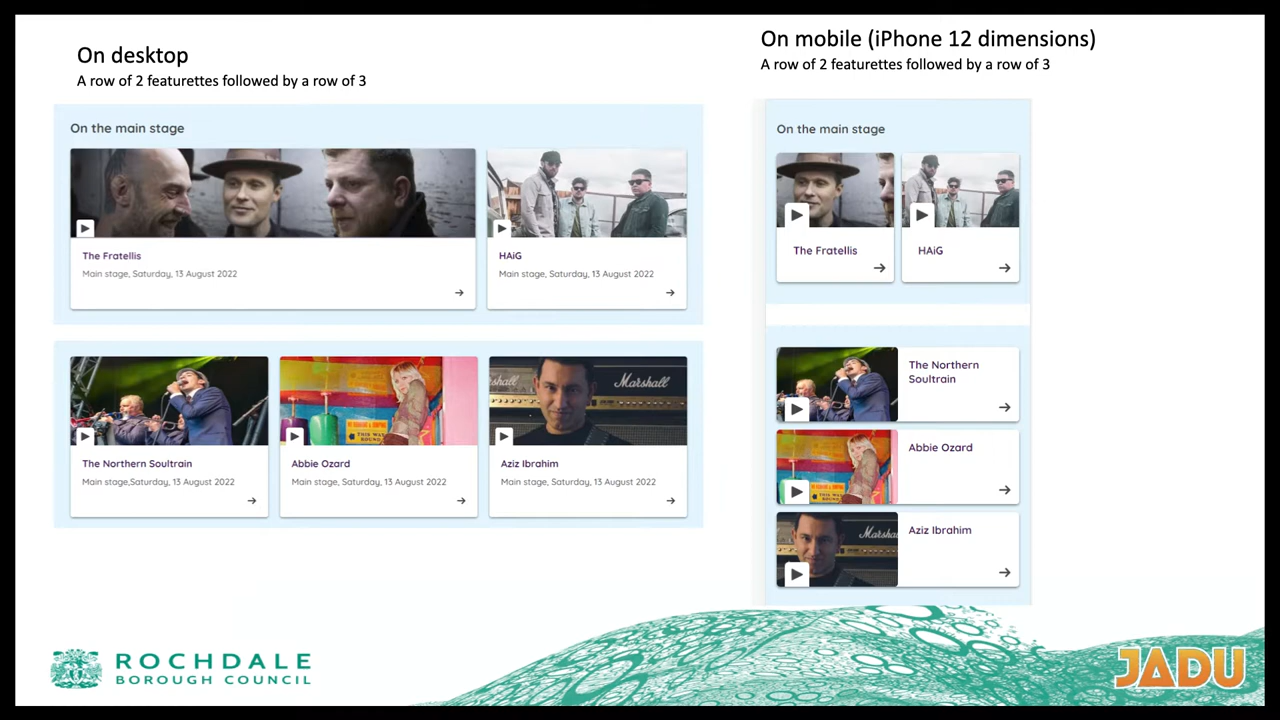 On desktop
A row of 2 featurettes followed by a row of 3
On the main stage
The Fratellis
Main stage, Saturday, 13 August 2022
HAiG
Main stage, Saturday, 13 August 2022
The Northern Soultrain
Main stage,Saturday, 13 August 2022
Abbie Ozard
Main stage, Saturday, 13 August 2022
Marshall
Aziz Ibrahim
Main stage, Saturday, 13 August 2022
On mobile (iPhone 12 dimensions)
A row of 2 featurettes followed by a row of 3
On the main stage
The Fratellis
HAiG
The Northern
Soultrain
Abbie Ozard
Aziz Ibrahim
ROCHDALE
BOROUGH COUNCIL
JADU